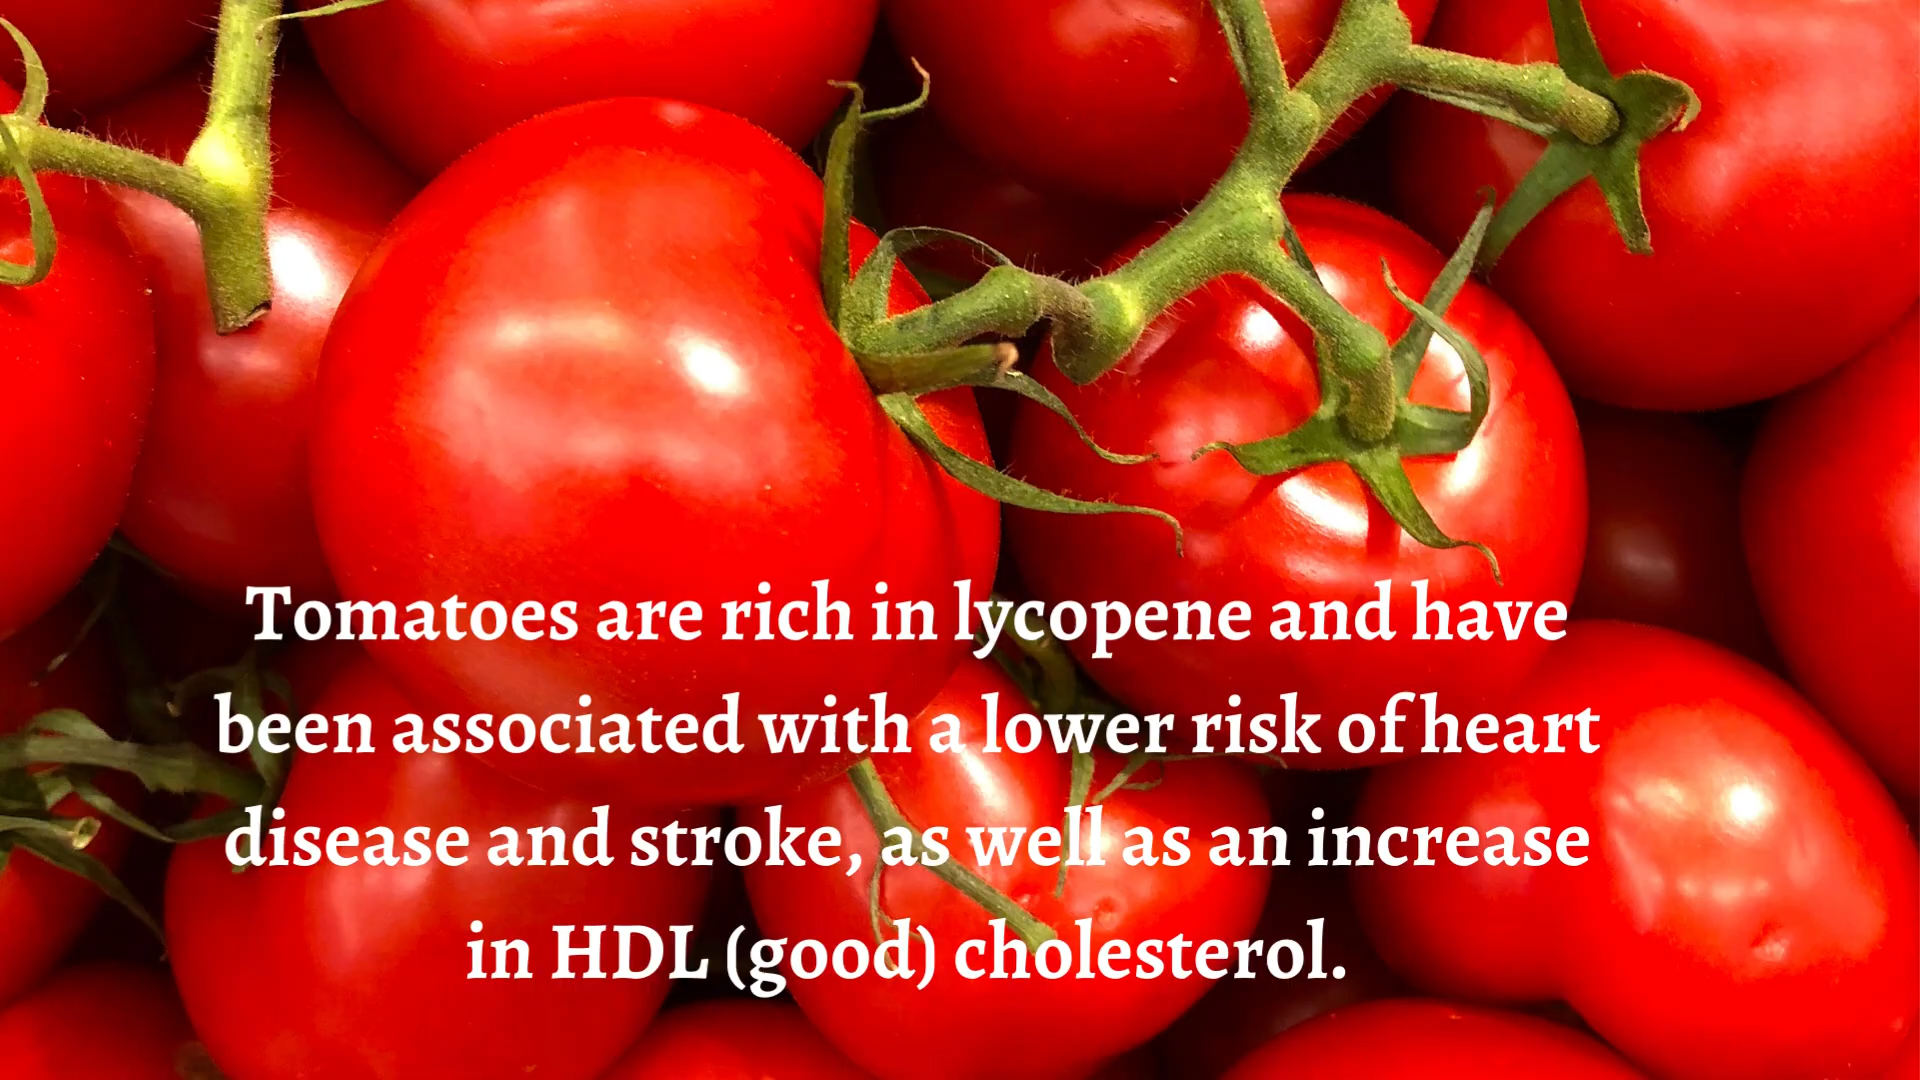 Tomatoes are rich in lycopene and have
been associated with a lower risk of heart
disease and stroke, as well as an increase
in HDL (good) cholesterol.